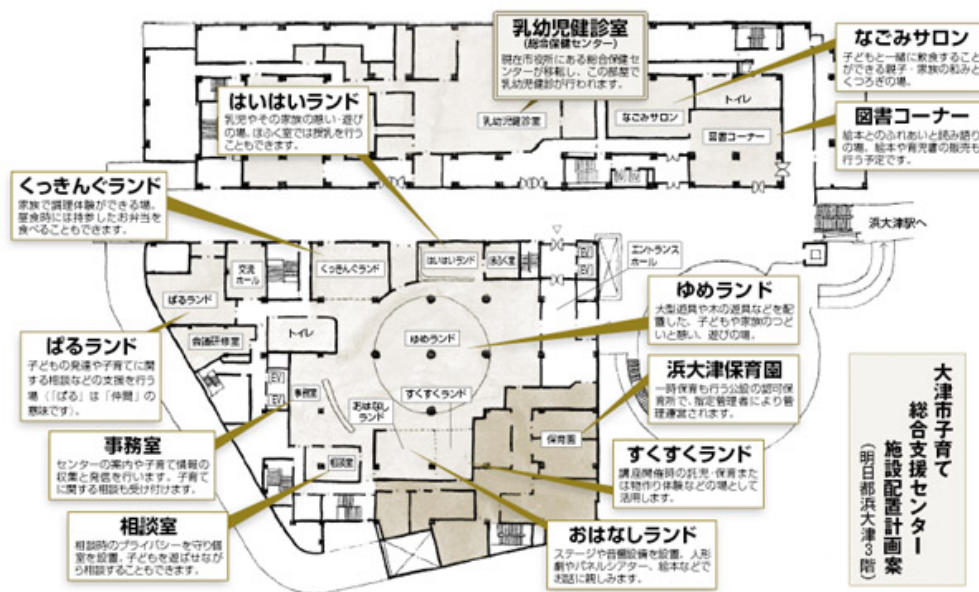 乳幼児健診室
(総合保健センター)
現在市役所にある総合保健セ
ンターが移転し、この部屋で
乳幼児健診が行われます。
なごみサロン
子どもと一緒に飲食すること
ができる親子・家族の和みと
くつろぎの場。
はいはいランド
乳児やその家族の憩い・遊び
の場。ほふく室では授乳を行う
こともできます。
図書コーナー
絵本とのふれあいと読み語り
の場。絵本や育児書の販売も
行う予定です。
くっきんぐランド
家族で調理体験ができる場。
昼食時には持参したお弁当を
食べることもできます。
乳幼児健診室
なごみサロン
トイレ
図書コーナー
浜大津駅へ
交流
ホール
くっきんぐランド
はいはいランド
ほふく室
EV
EV
エントランス
ホール
ぱるランド
会議研修室
トイレ
ゆめランド
ゆめランド
大型遊具や木の遊具などを配
置した、子どもや家族のつど
いと憩い、遊びの場。
ぱるランド
子どもの発達や子育てに関
する相談などの支援を行う
場(「ぱる」は「仲間」の
意味です)。
EV
EV
事務室
おはなし
ランド
すくすくランド
保育園
相談室
浜大津保育園
一時保育も行う公設の認可保
育所で、指定管理者により管
理運営されます。
事務室
センターの案内や子育て情報の
収集と発信を行います。子育て
に関する相談も受け付けます。
すくすくランド
講座開催時の託児・保育また
は物作り体験などの場として
活用します。
相談室
相談時のプライバシーを守り個
室を設置。子どもを遊ばせなが
ら相談することもできます。
おはなしランド
ステージや音響設備を設置。人形
劇やパネルシアター、絵本などで
お話に親しみます。
大津市子育て
総合支援センター
施設配置計画案
(明日都浜大津3階)